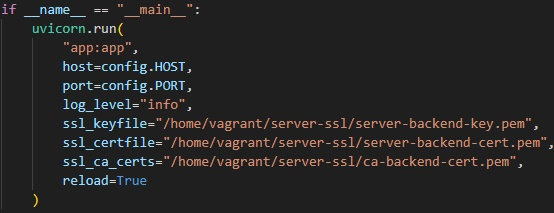 if __name__ == "__main__":
    uvicorn.run(
        "app:app",
        host=config.HOST,
        port=config.PORT,
        log_level="info",
        ssl_keyfile="/home/vagrant/server-ssl/server-backend-key.pem",
        ssl_certfile="/home/vagrant/server-ssl/server-backend-cert.pem",
        ssl_ca_certs="/home/vagrant/server-ssl/ca-backend-cert.pem",
        reload=True
    )